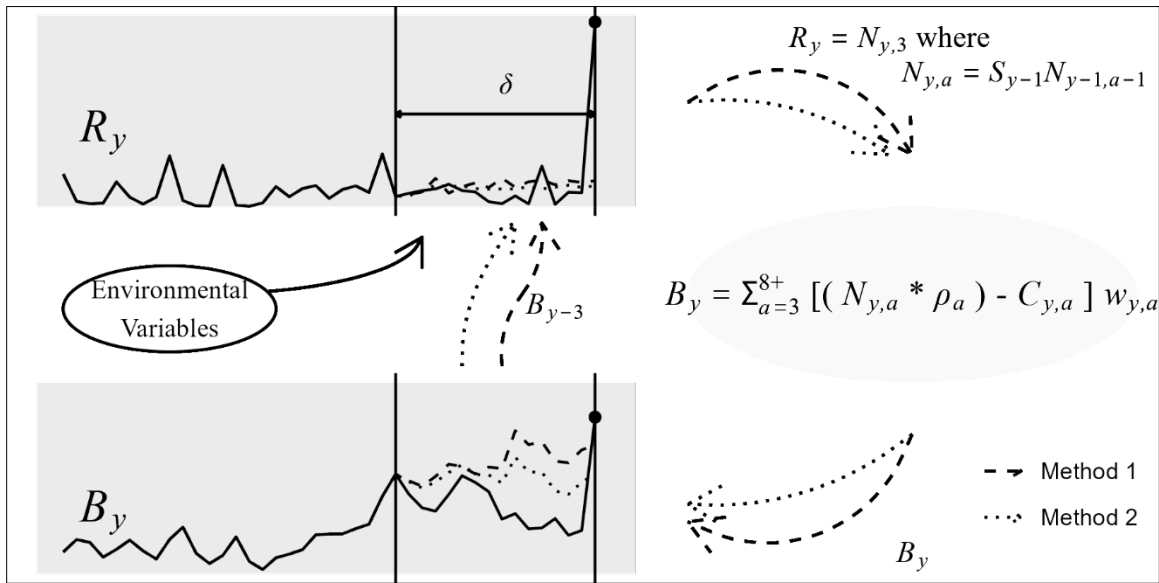 R_y = N_{y,3} where
N_{y,a} = S_{y-1}N_{y-1,a-1}
δ
R_y
Environmental
Variables
B_{y-3}
B_y = Σ_{a=3}^{8+} [( N_{y,a} * ρ_a ) - C_{y,a} ] w_{y,a}
B_y
Method 1
Method 2
B_y